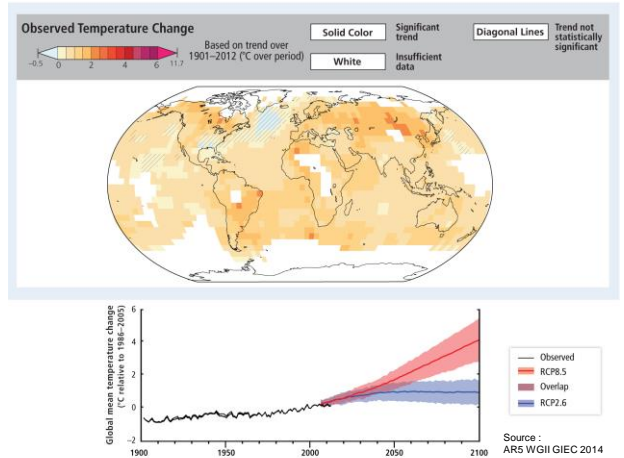 Observed Temperature Change
−0.5 0 2 4 6 11.7
Based on trend over
1901–2012 (°C over period)
Solid Color
Significant
trend
White
Insufficient
data
Diagonal Lines
Trend not
statistically
significant
Global mean temperature change
(°C relative to 1986–2005)
6
4
2
0
−2
1900 1950 2000 2050 2100
Observed
RCP8.5
Overlap
RCP2.6
Source :
AR5 WGII GIEC 2014